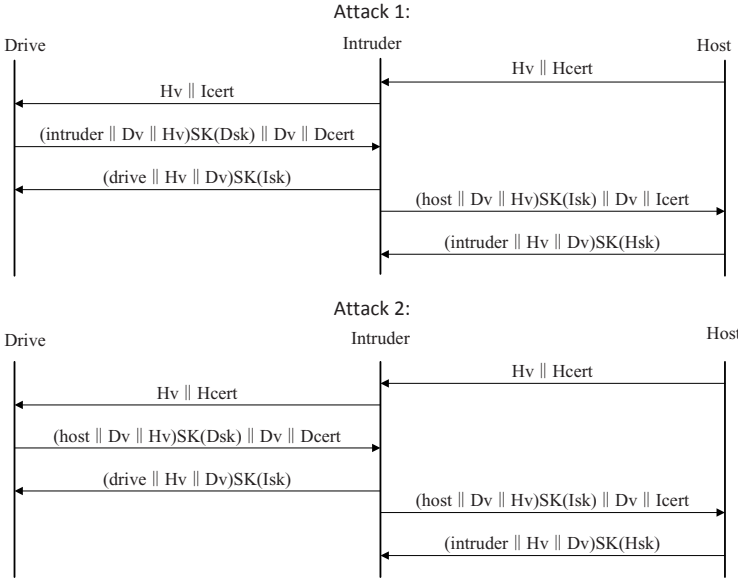 Attack 1:
Drive Intruder Host
Hv ‖ Hcert
Hv ‖ Icert
(intruder ‖ Dv ‖ Hv)SK(Dsk) ‖ Dv ‖ Dcert
(drive ‖ Hv ‖ Dv)SK(Isk)
(host ‖ Dv ‖ Hv)SK(Isk) ‖ Dv ‖ Icert
(intruder ‖ Hv ‖ Dv)SK(Hsk)
Attack 2:
Drive Intruder Host
Hv ‖ Hcert
Hv ‖ Hcert
(host ‖ Dv ‖ Hv)SK(Dsk) ‖ Dv ‖ Dcert
(drive ‖ Hv ‖ Dv)SK(Isk)
(host ‖ Dv ‖ Hv)SK(Isk) ‖ Dv ‖ Icert
(intruder ‖ Hv ‖ Dv)SK(Hsk)